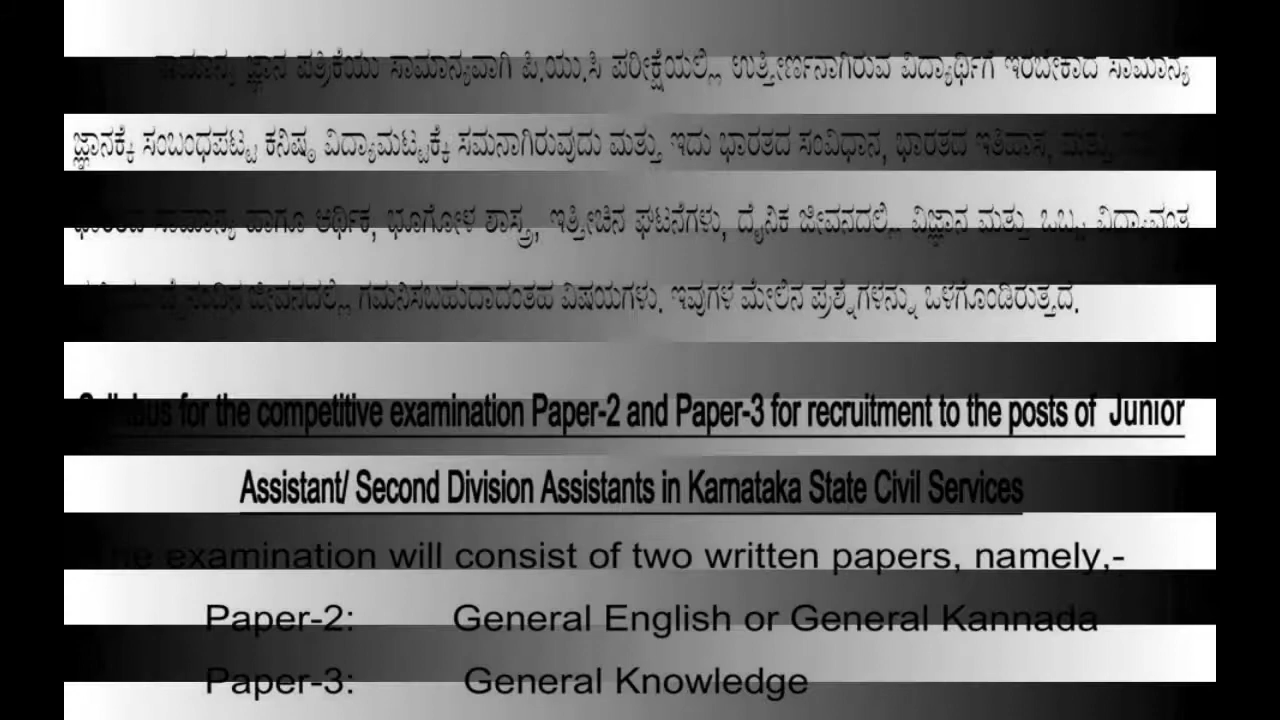 ಸಾಮಾನ್ಯ ಜ್ಞಾನ ಪತ್ರಿಕೆಯು ಸಾಮಾನ್ಯವಾಗಿ ಪಿ.ಯು.ಸಿ ಪರೀಕ್ಷೆಯಲ್ಲಿ ಉತ್ತೀರ್ಣನಾಗಿರುವ ವಿದ್ಯಾರ್ಥಿಗೆ ಇರಬೇಕಾದ ಸಾಮಾನ್ಯ
ಜ್ಞಾನಕ್ಕೆ ಸಂಬಂಧಪಟ್ಟ ಕನಿಷ್ಠ ವಿದ್ಯಾಮಟ್ಟಕ್ಕೆ ಸಮನಾಗಿರುವುದು ಮತ್ತು ಇದು ಭಾರತದ ಸಂವಿಧಾನ, ಭಾರತದ ಇತಿಹಾಸ, ಮತ್ತು
ಭಾರತದ ಸಾಮಾನ್ಯ ಹಾಗೂ ಆರ್ಥಿಕ, ಭೂಗೋಳ ಶಾಸ್ತ್ರ, ಇತ್ತೀಚಿನ ಘಟನೆಗಳು, ದೈನಿಕ ಜೀವನದಲ್ಲಿ ವಿಜ್ಞಾನ ಮತ್ತು ಒಬ್ಬ ವಿದ್ಯಾವಂತ
ದೈನಂದಿನ ಜೀವನದಲ್ಲಿ ಗಮನಿಸಬಹುದಾದಂತಹ ವಿಷಯಗಳು. ಇವುಗಳ ಮೇಲಿನ ಪ್ರಶ್ನೆಗಳನ್ನು ಒಳಗೊಂಡಿರುತ್ತದೆ.
Syllabus for the competitive examination Paper-2 and Paper-3 for recruitment to the posts of Junior
Assistant/ Second Division Assistants in Karnataka State Civil Services
The examination will consist of two written papers, namely,-
Paper-2: General English or General Kannada
Paper-3: General Knowledge